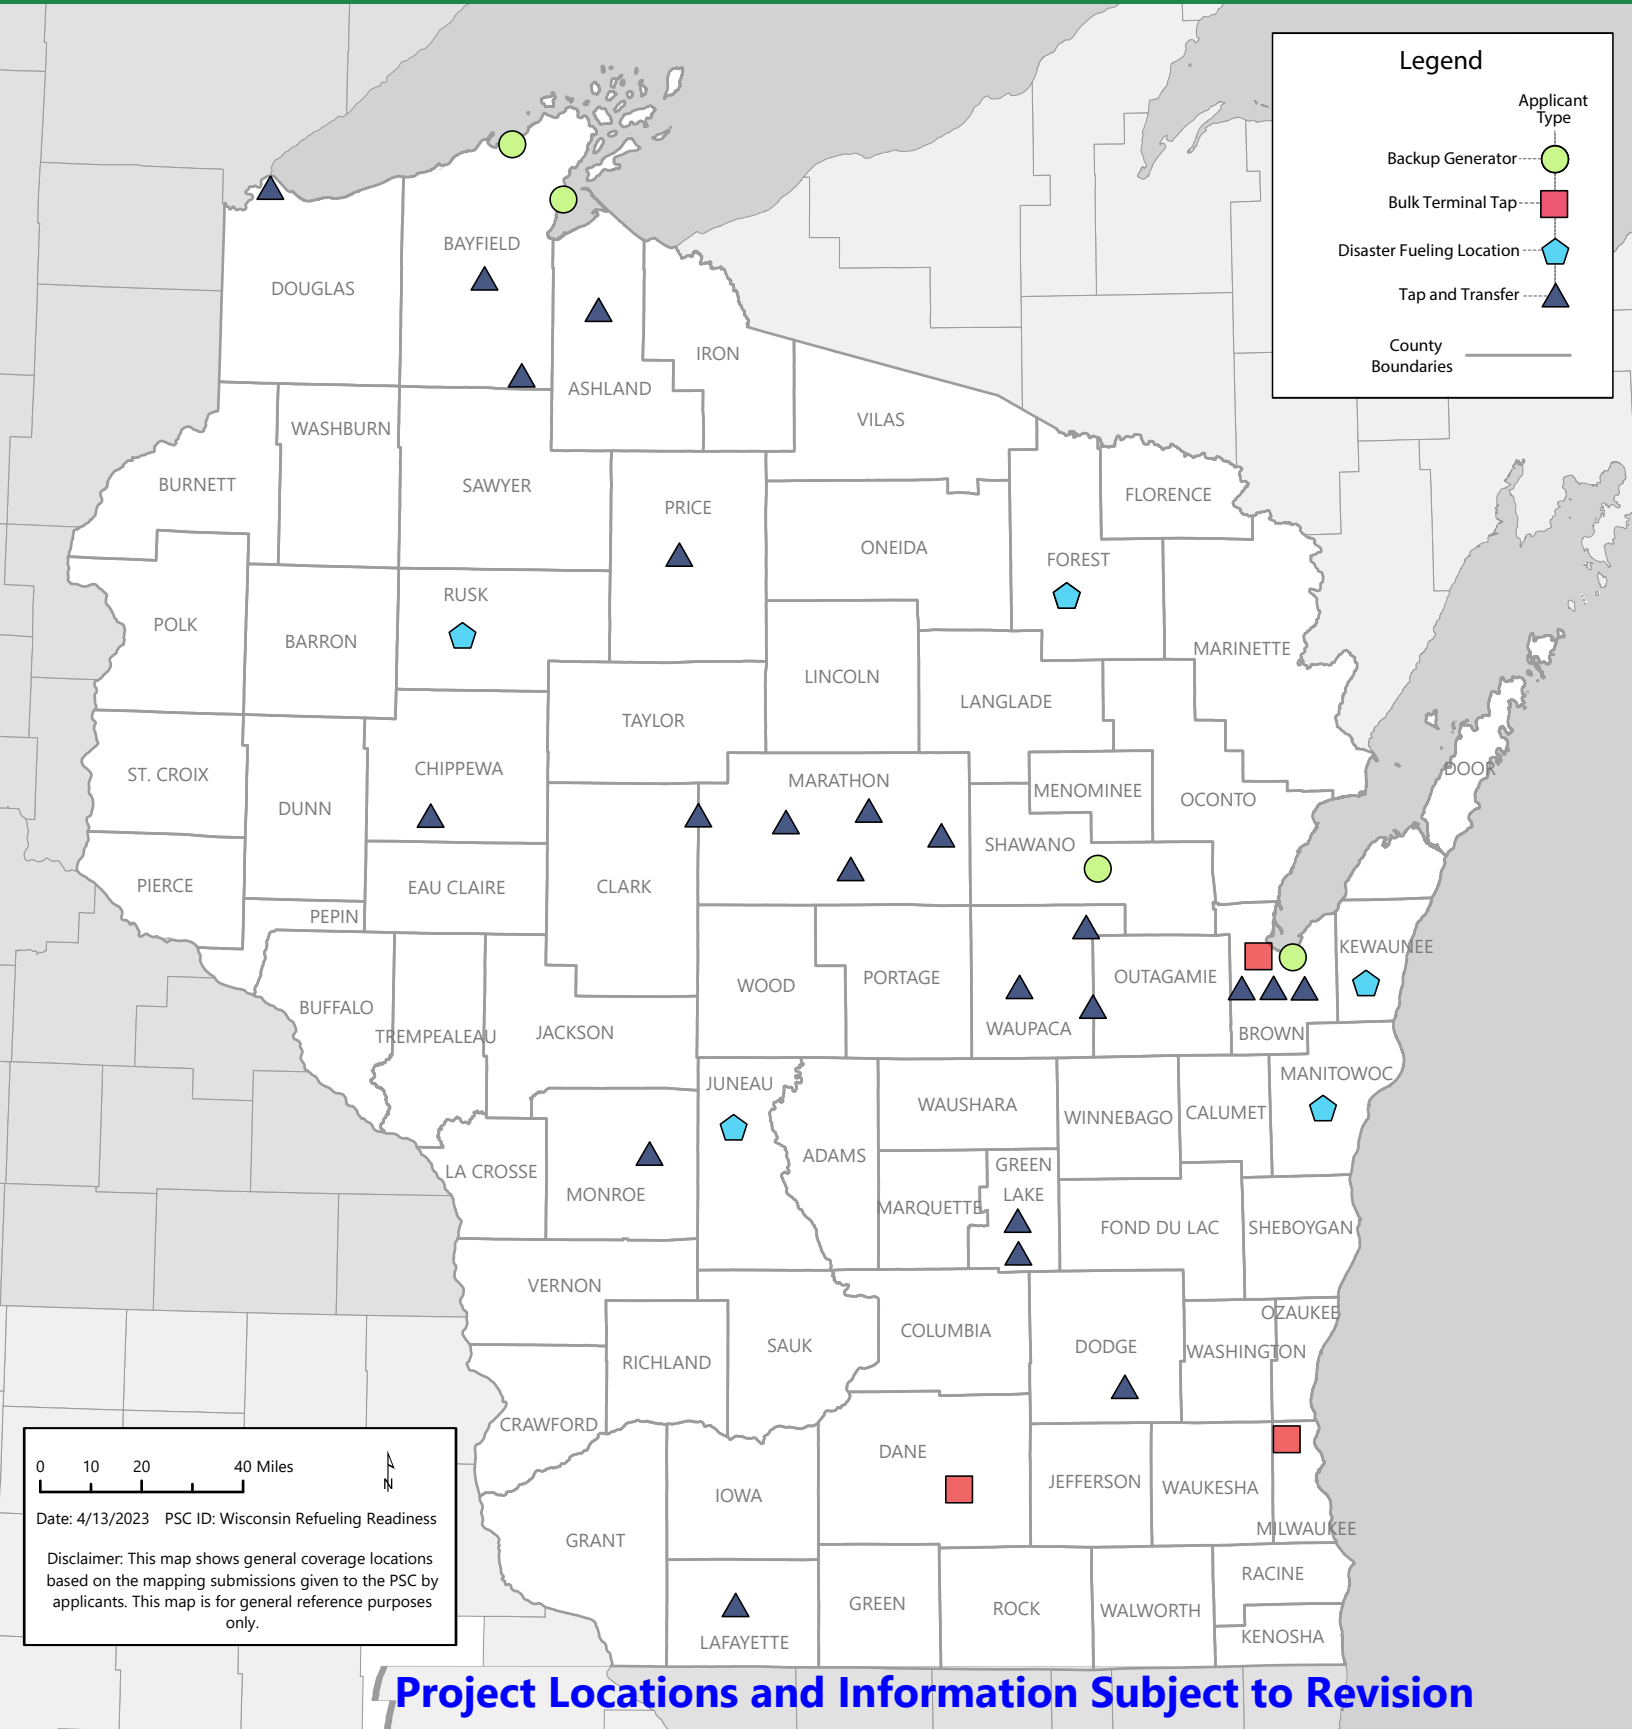 Legend
Applicant
Type
Backup Generator
Bulk Terminal Tap
Disaster Fueling Location
Tap and Transfer
County
Boundaries
BAYFIELD
DOUGLAS
IRON
ASHLAND
VILAS
WASHBURN
BURNETT
SAWYER
FLORENCE
PRICE
ONEIDA
FOREST
RUSK
POLK
BARRON
MARINETTE
LINCOLN
LANGLADE
TAYLOR
ST. CROIX
CHIPPEWA
DOOR
MARATHON
MENOMINEE
OCONTO
DUNN
SHAWANO
PIERCE
EAU CLAIRE
CLARK
PEPIN
KEWAUNEE
WOOD
PORTAGE
OUTAGAMIE
BUFFALO
TREMPEALEAU
JACKSON
WAUPACA
BROWN
JUNEAU
MANITOWOC
WAUSHARA
WINNEBAGO
CALUMET
ADAMS
LA CROSSE
MONROE
GREEN
LAKE
MARQUETTE
FOND DU LAC
SHEBOYGAN
VERNON
OZAUKEE
COLUMBIA
SAUK
DODGE
WASHINGTON
RICHLAND
CRAWFORD
DANE
JEFFERSON
WAUKESHA
IOWA
MILWAUKEE
GRANT
RACINE
GREEN
ROCK
WALWORTH
LAFAYETTE
KENOSHA
0 10 20 40 Miles
N
Date: 4/13/2023 PSC ID: Wisconsin Refueling Readiness
Disclaimer: This map shows general coverage locations
based on the mapping submissions given to the PSC by
applicants. This map is for general reference purposes
only.
Project Locations and Information Subject to Revision